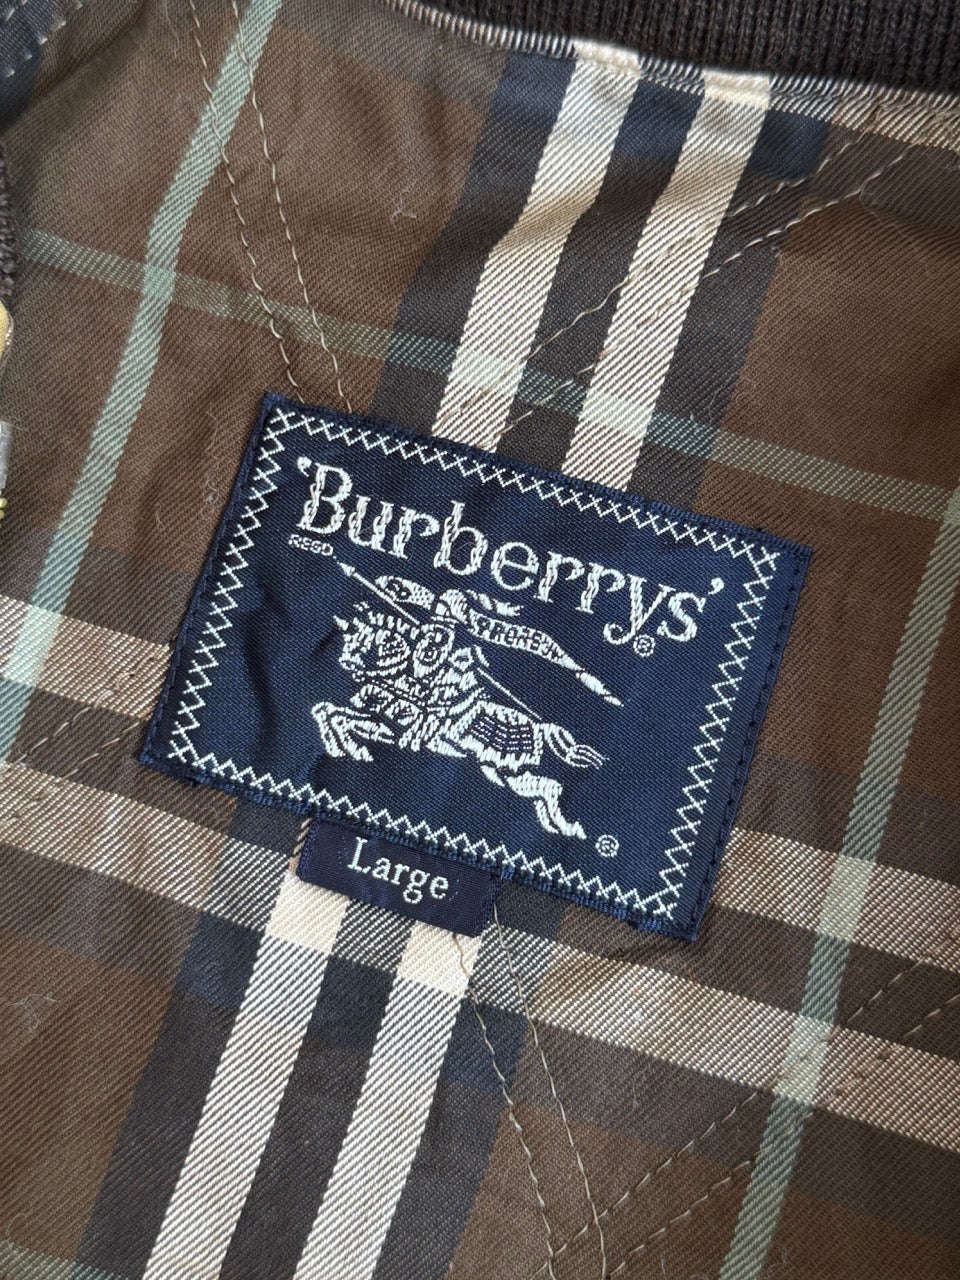 'Burberrys'
REGD.
®
PRORSUM
®
Large